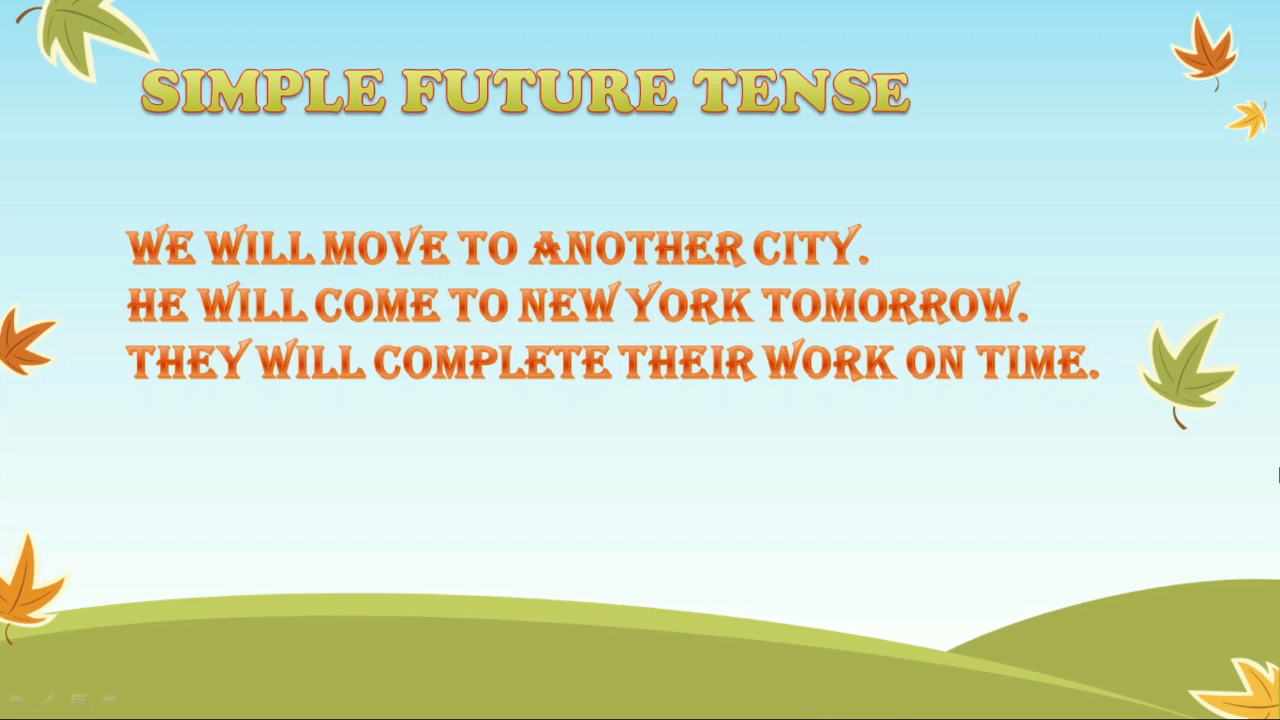 SIMPLE FUTURE TENSE
WE WILL MOVE TO ANOTHER CITY.
HE WILL COME TO NEW YORK TOMORROW.
THEY WILL COMPLETE THEIR WORK ON TIME.